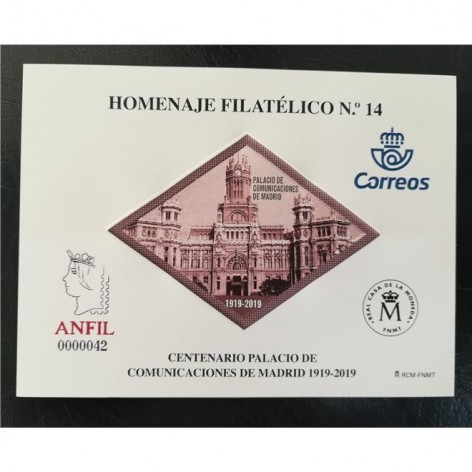 HOMENAJE FILATÉLICO N.º 14
PALACIO DE
COMUNICACIONES
DE MADRID
1919-2019
Correos
ANFIL
0000042
REAL CASA DE LA MONEDA
M
FNMT
CENTENARIO PALACIO DE
COMUNICACIONES DE MADRID 1919-2019
RCM-FNMT